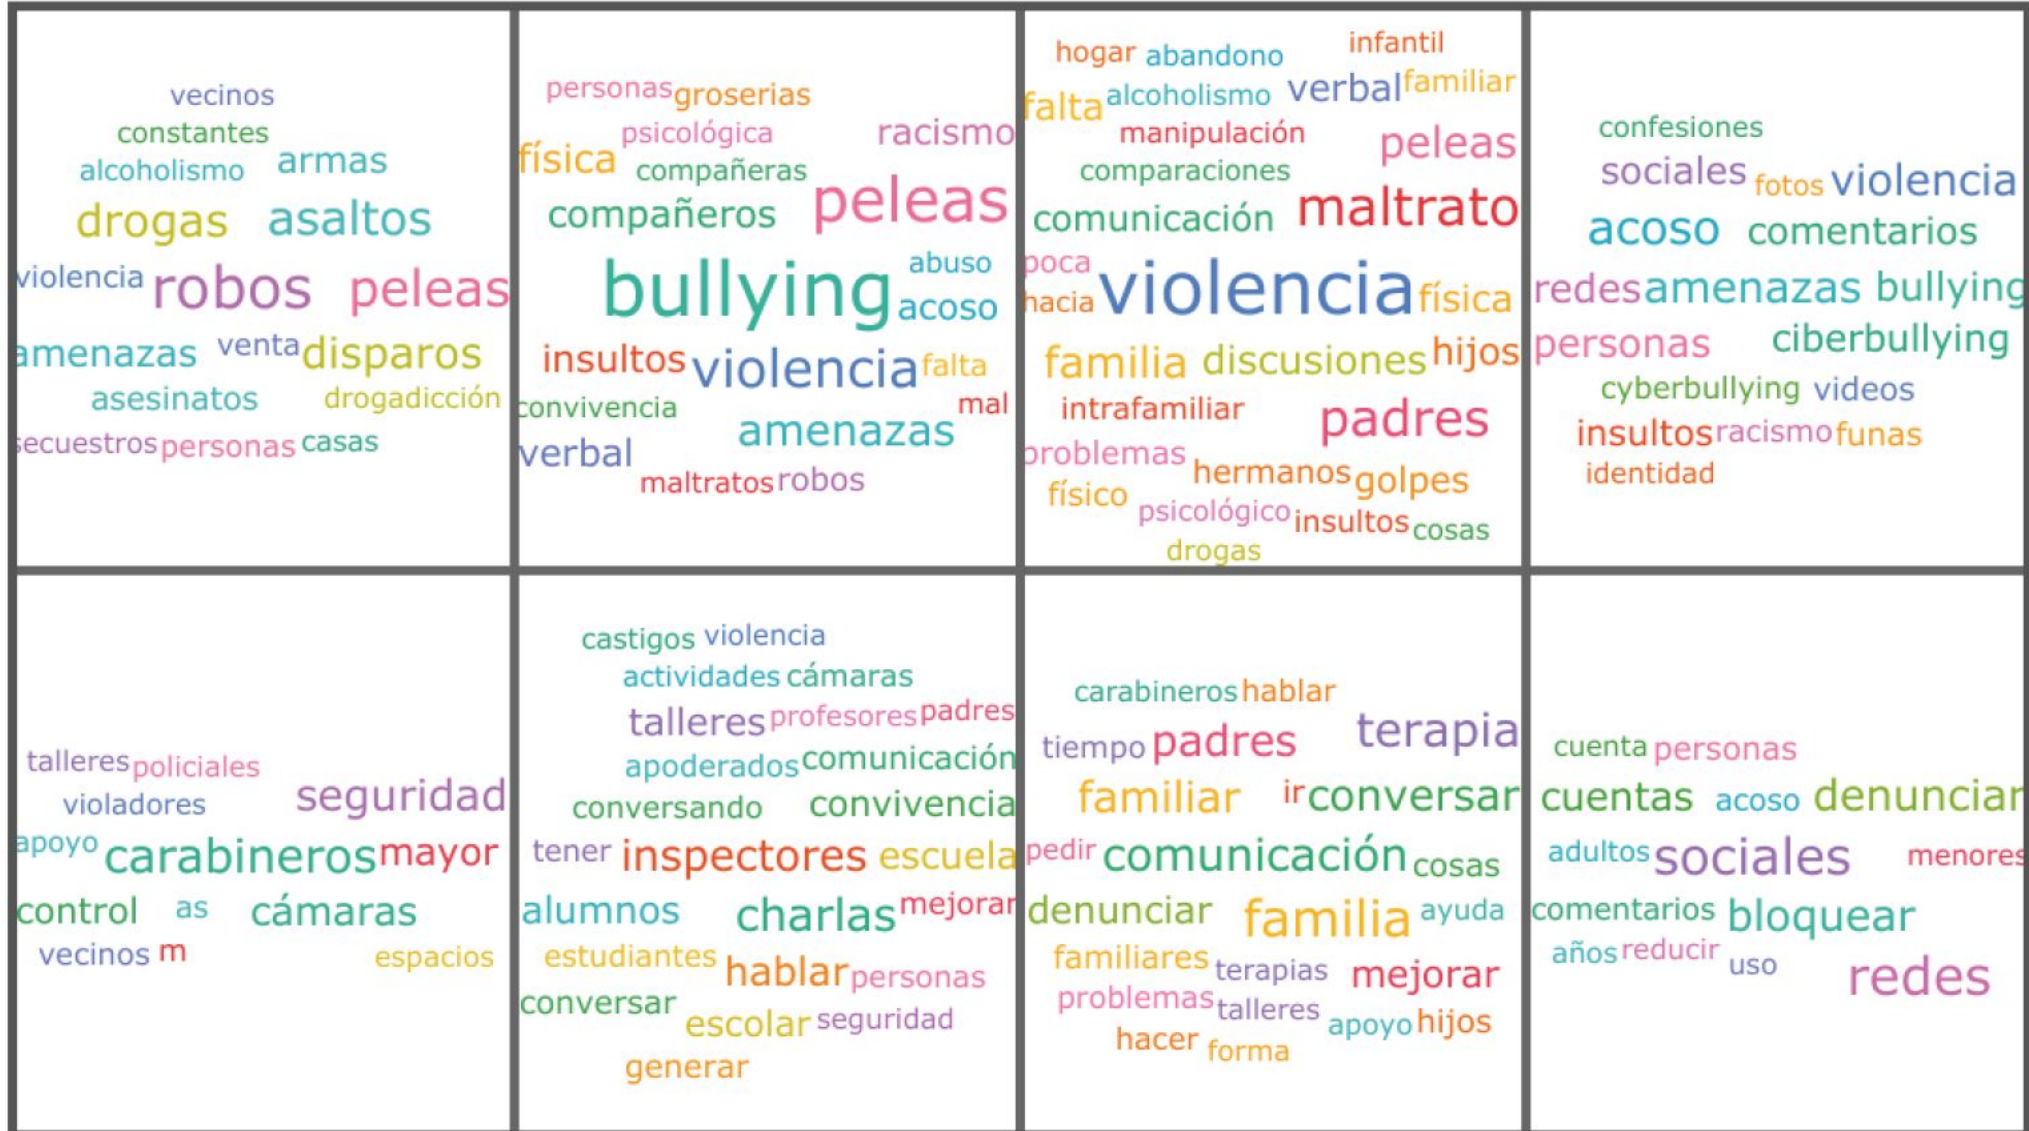 vecinos
constantes
alcoholismo armas
drogas asaltos
violencia robos peleas
amenazas venta disparos
asesinatos drogadicción
secuestros personas casas
personas groserias
psicológica racismo
física compañeras
compañeros peleas
bullying abuso
acoso
insultos violencia falta
convivencia mal
verbal amenazas
maltratos robos
hogar abandono infantil
falta alcoholismo verbal familiar
manipulación peleas
comparaciones
comunicación maltrato
poca
hacia violencia física
familia discusiones hijos
intrafamiliar padres
problemas hermanos golpes
físico psicológico insultos cosas
drogas
confesiones
sociales fotos violencia
acoso comentarios
redes amenazas bullying
personas ciberbullying
cyberbullying videos
insultos racismo funas
identidad
talleres policiales
violadores seguridad
apoyo carabineros mayor
control as cámaras
vecinos m espacios
castigos violencia
actividades cámaras
talleres profesores padres
apoderados comunicación
conversando convivencia
tener inspectores escuela
alumnos charlas mejorar
estudiantes hablar personas
conversar escolar seguridad
generar
carabineros hablar
tiempo padres terapia
familiar ir conversar
pedir comunicación cosas
denunciar familia ayuda
familiares terapias mejorar
problemas talleres apoyo hijos
hacer forma
cuenta personas
cuentas acoso denunciar
adultos sociales menores
comentarios bloquear
años reducir uso redes